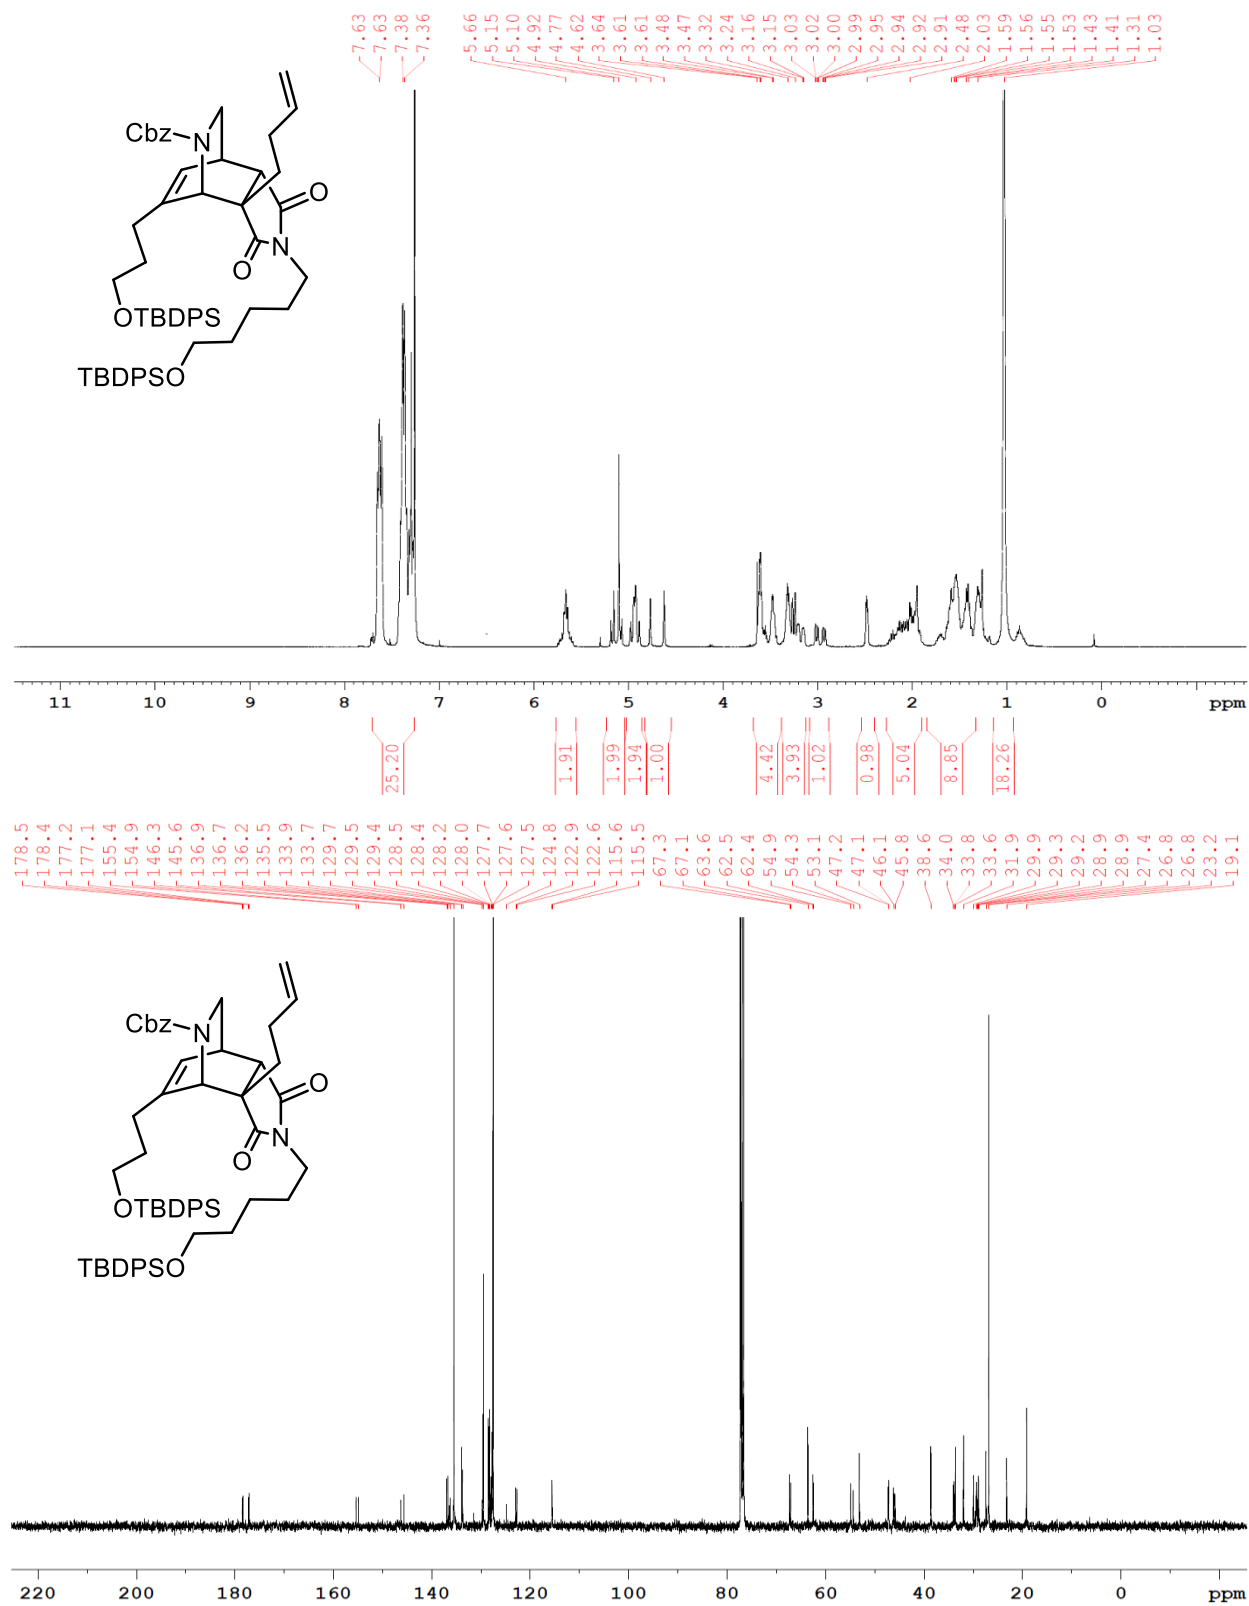 7.63 7.63 7.38 7.36 5.66 5.15 5.10 4.92 4.77 4.62 3.64 3.61 3.61 3.48 3.47 3.32 3.24 3.16 3.15 3.03 3.02 3.00 2.99 2.95 2.94 2.92 2.91 2.48 2.03 1.59 1.56 1.55 1.53 1.43 1.41 1.31 1.03
Cbz
N
O
N
O
OTBDPS
TBDPSO
11 10 9 8 7 6 5 4 3 2 1 0 ppm
25.20 1.91 1.99 1.94 1.00 4.42 3.93 1.02 0.98 5.04 8.85 18.26
178.5 178.4 177.2 177.1 155.4 154.9 146.3 145.6 136.9 136.7 136.2 135.5 133.9 133.7 129.7 129.5 129.4 128.5 128.4 128.2 128.0 127.7 127.6 127.5 124.8 122.9 122.6 115.6 115.5 67.3 67.1 63.6 62.5 62.4 54.9 54.3 53.1 47.2 47.1 46.1 45.8 38.6 34.0 33.8 33.6 31.9 29.9 29.3 29.2 28.9 28.9 27.4 26.8 26.8 23.2 19.1
Cbz
N
O
N
O
OTBDPS
TBDPSO
220 200 180 160 140 120 100 80 60 40 20 0 ppm